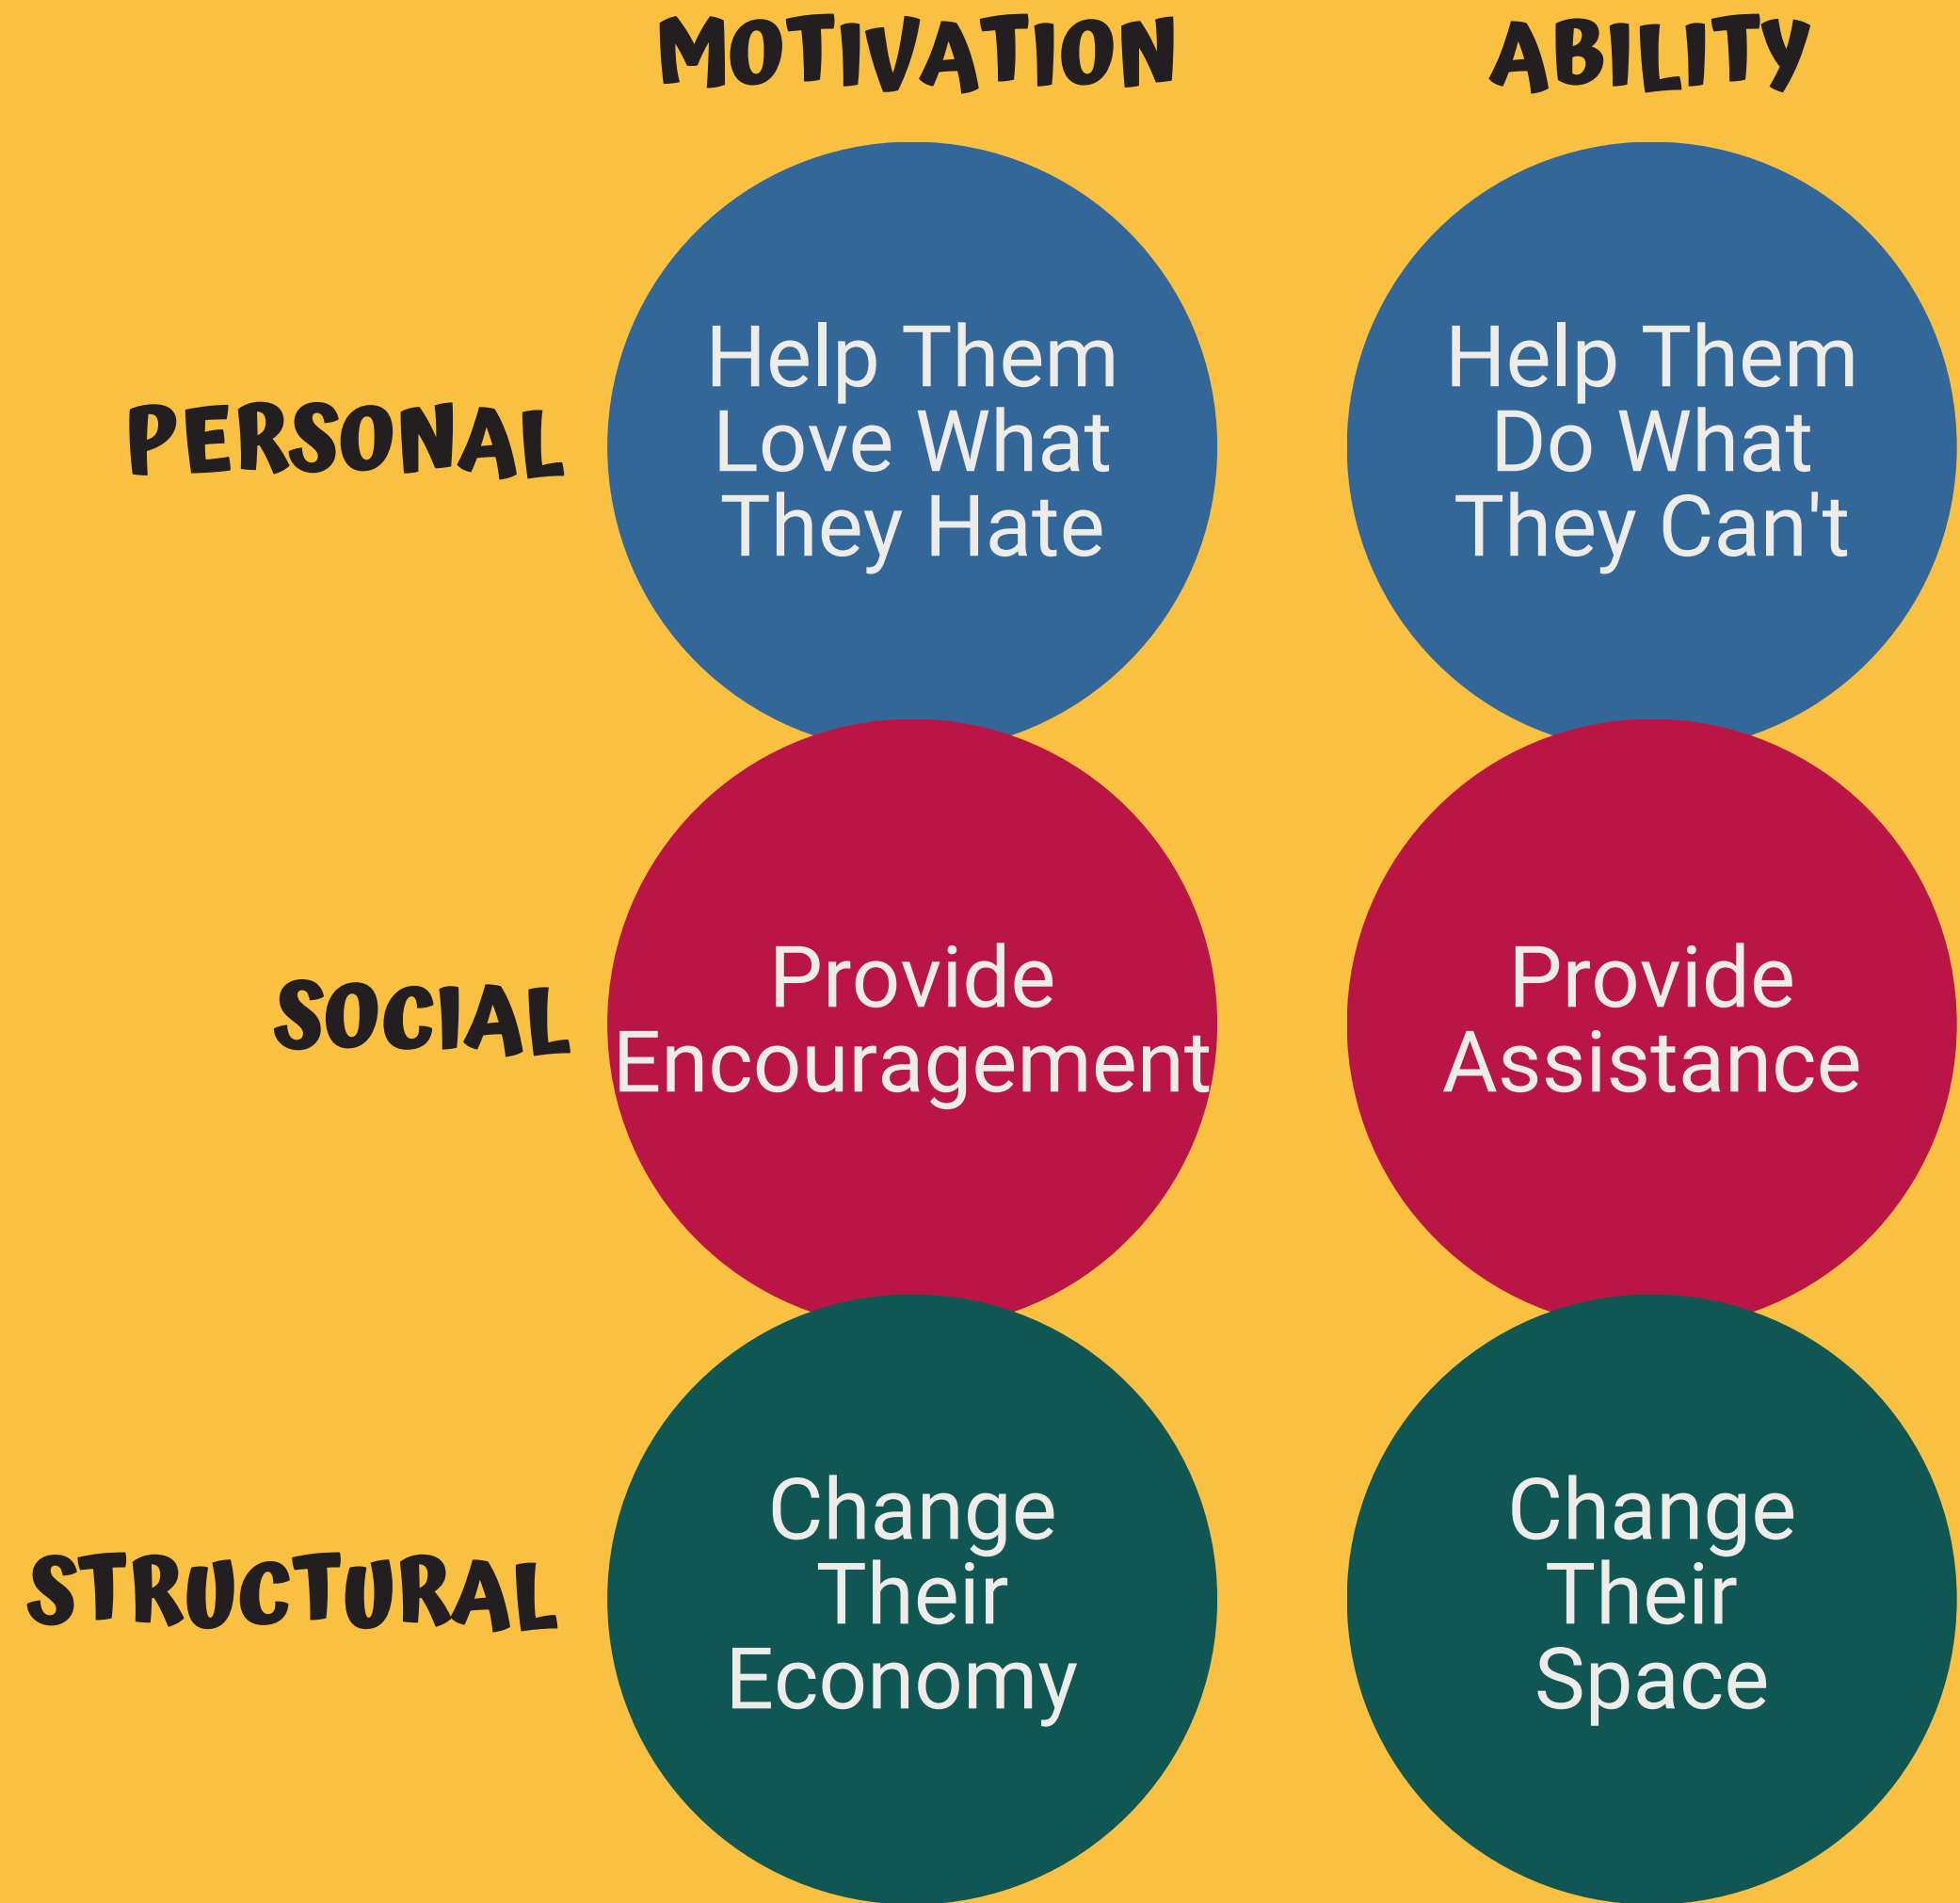 MOTIVATION ABILITY
PERSONAL
Help Them
Love What
They Hate
Help Them
Do What
They Can't
SOCIAL
Provide
Encouragement
Provide
Assistance
STRUCTURAL
Change
Their
Economy
Change
Their
Space